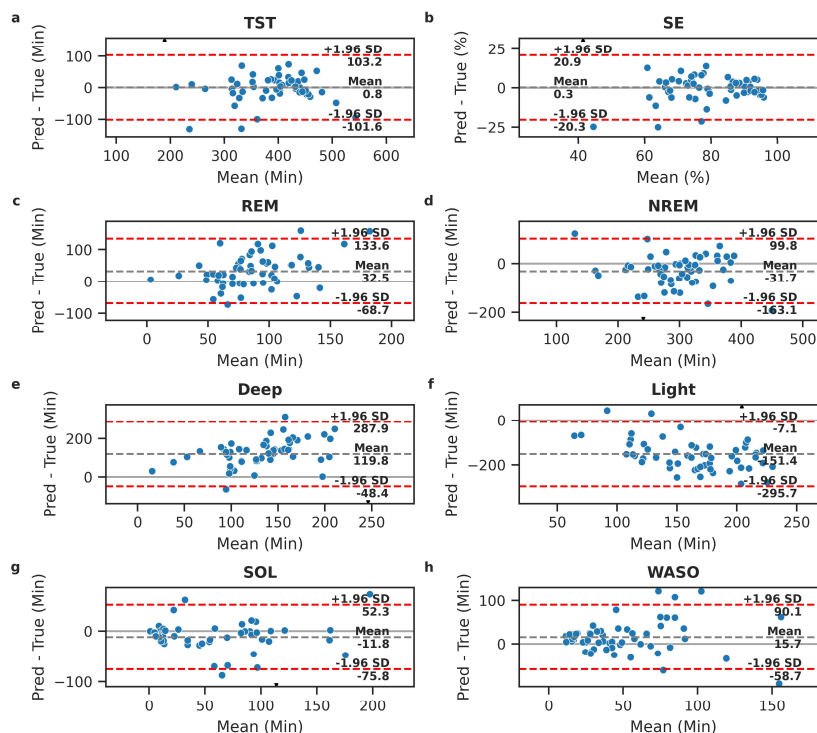 a
TST
Pred - True (Min)
100
0
−100
+1.96 SD
103.2
Mean
0.8
-1.96 SD
-101.6
100
200
300
400
500
600
Mean (Min)
b
SE
Pred - True (%)
25
0
−25
+1.96 SD
20.9
Mean
0.3
-1.96 SD
-20.3
40
60
80
100
Mean (%)
c
REM
Pred - True (Min)
100
0
−100
+1.96 SD
133.6
Mean
32.5
-1.96 SD
-68.7
0
50
100
150
200
Mean (Min)
d
NREM
Pred - True (Min)
0
−200
+1.96 SD
99.8
Mean
-31.7
-1.96 SD
-163.1
100
200
300
400
500
Mean (Min)
e
Deep
Pred - True (Min)
200
0
+1.96 SD
287.9
Mean
119.8
-1.96 SD
-48.4
0
50
100
150
200
250
Mean (Min)
f
Light
Pred - True (Min)
0
−200
+1.96 SD
-7.1
Mean
-151.4
-1.96 SD
-295.7
50
100
150
200
250
Mean (Min)
g
SOL
Pred - True (Min)
0
−100
+1.96 SD
52.3
Mean
-11.8
-1.96 SD
-75.8
0
50
100
150
200
Mean (Min)
h
WASO
Pred - True (Min)
100
0
+1.96 SD
90.1
Mean
15.7
-1.96 SD
-58.7
0
50
100
150
Mean (Min)